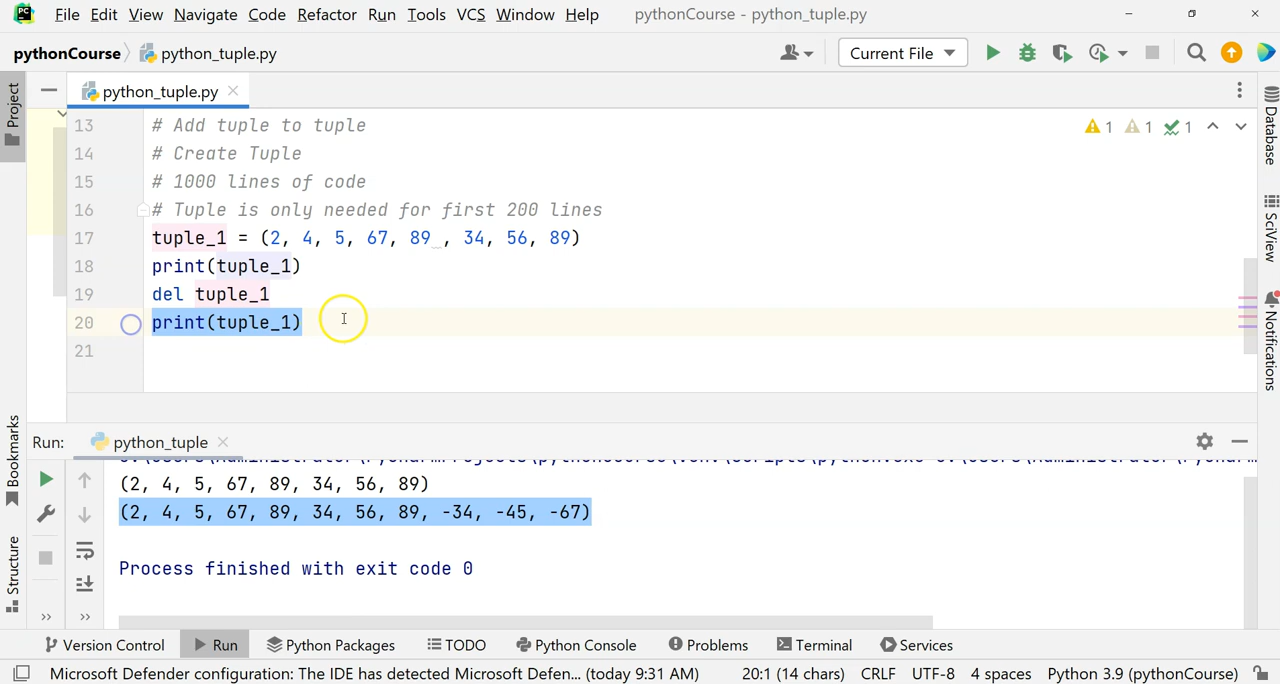 PC File Edit View Navigate Code Refactor Run Tools VCS Window Help pythonCourse - python_tuple.py
pythonCourse python_tuple.py Current File
Project
python_tuple.py
13 # Add tuple to tuple 1 1 1
14 # Create Tuple
15 # 1000 lines of code
16 # Tuple is only needed for first 200 lines
17 tuple_1 = (2, 4, 5, 67, 89 , 34, 56, 89)
18 print(tuple_1)
19 del tuple_1
20 print(tuple_1)
21
Database
SciView
Notifications
Run: python_tuple
(2, 4, 5, 67, 89, 34, 56, 89)
(2, 4, 5, 67, 89, 34, 56, 89, -34, -45, -67)
Process finished with exit code 0
Bookmarks
Structure
Version Control Run Python Packages TODO Python Console Problems Terminal Services
Microsoft Defender configuration: The IDE has detected Microsoft Defen... (today 9:31 AM) 20:1 (14 chars) CRLF UTF-8 4 spaces Python 3.9 (pythonCourse)